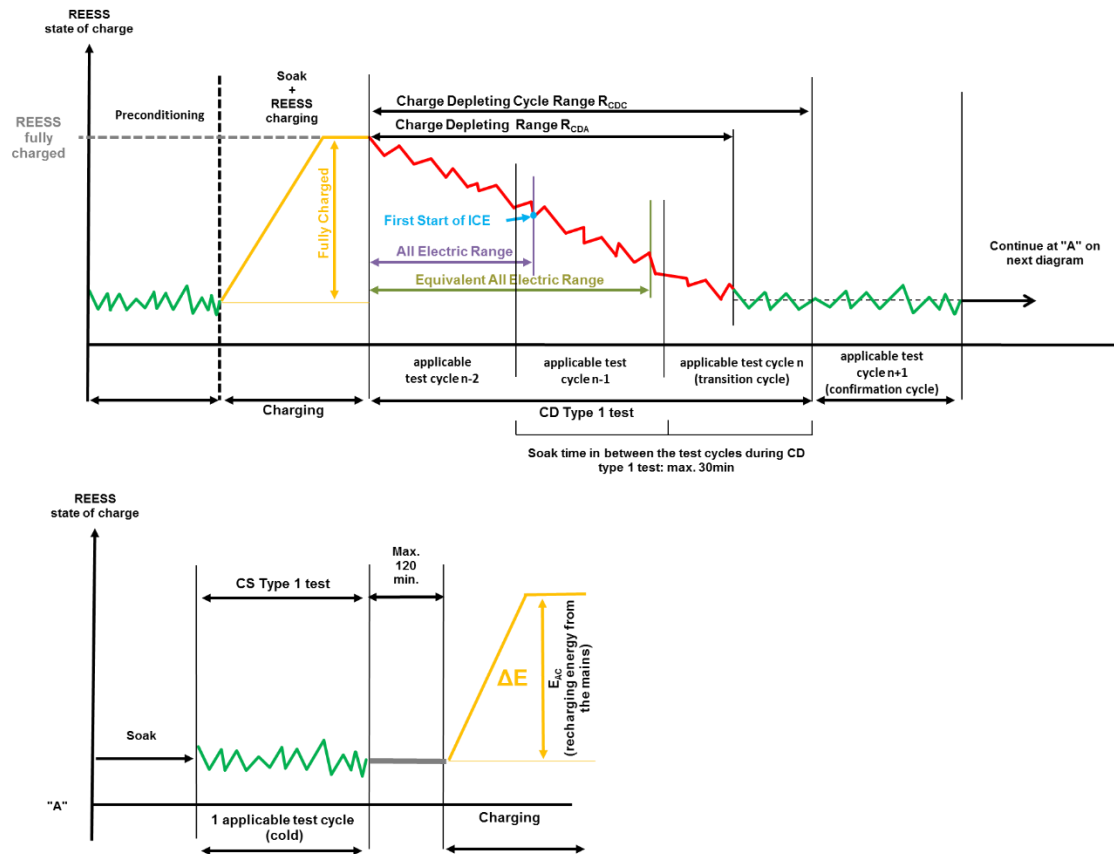 REESS
state of charge
Preconditioning
Soak
+
REESS
charging
REESS
fully
charged
Charge Depleting Cycle Range RCDC
Charge Depleting Range RCDA
Fully Charged
First Start of ICE
All Electric Range
Equivalent All Electric Range
Continue at "A" on
next diagram
applicable
test cycle n-2
applicable test
cycle n-1
applicable test cycle n
(transition cycle)
applicable test
cycle n+1
(confirmation cycle)
Charging
CD Type 1 test
Soak time in between the test cycles during CD
type 1 test: max. 30min
REESS
state of charge
CS Type 1 test
Max.
120
min.
ΔE
EAC
(recharging energy from
the mains)
Soak
"A"
1 applicable test cycle
(cold)
Charging